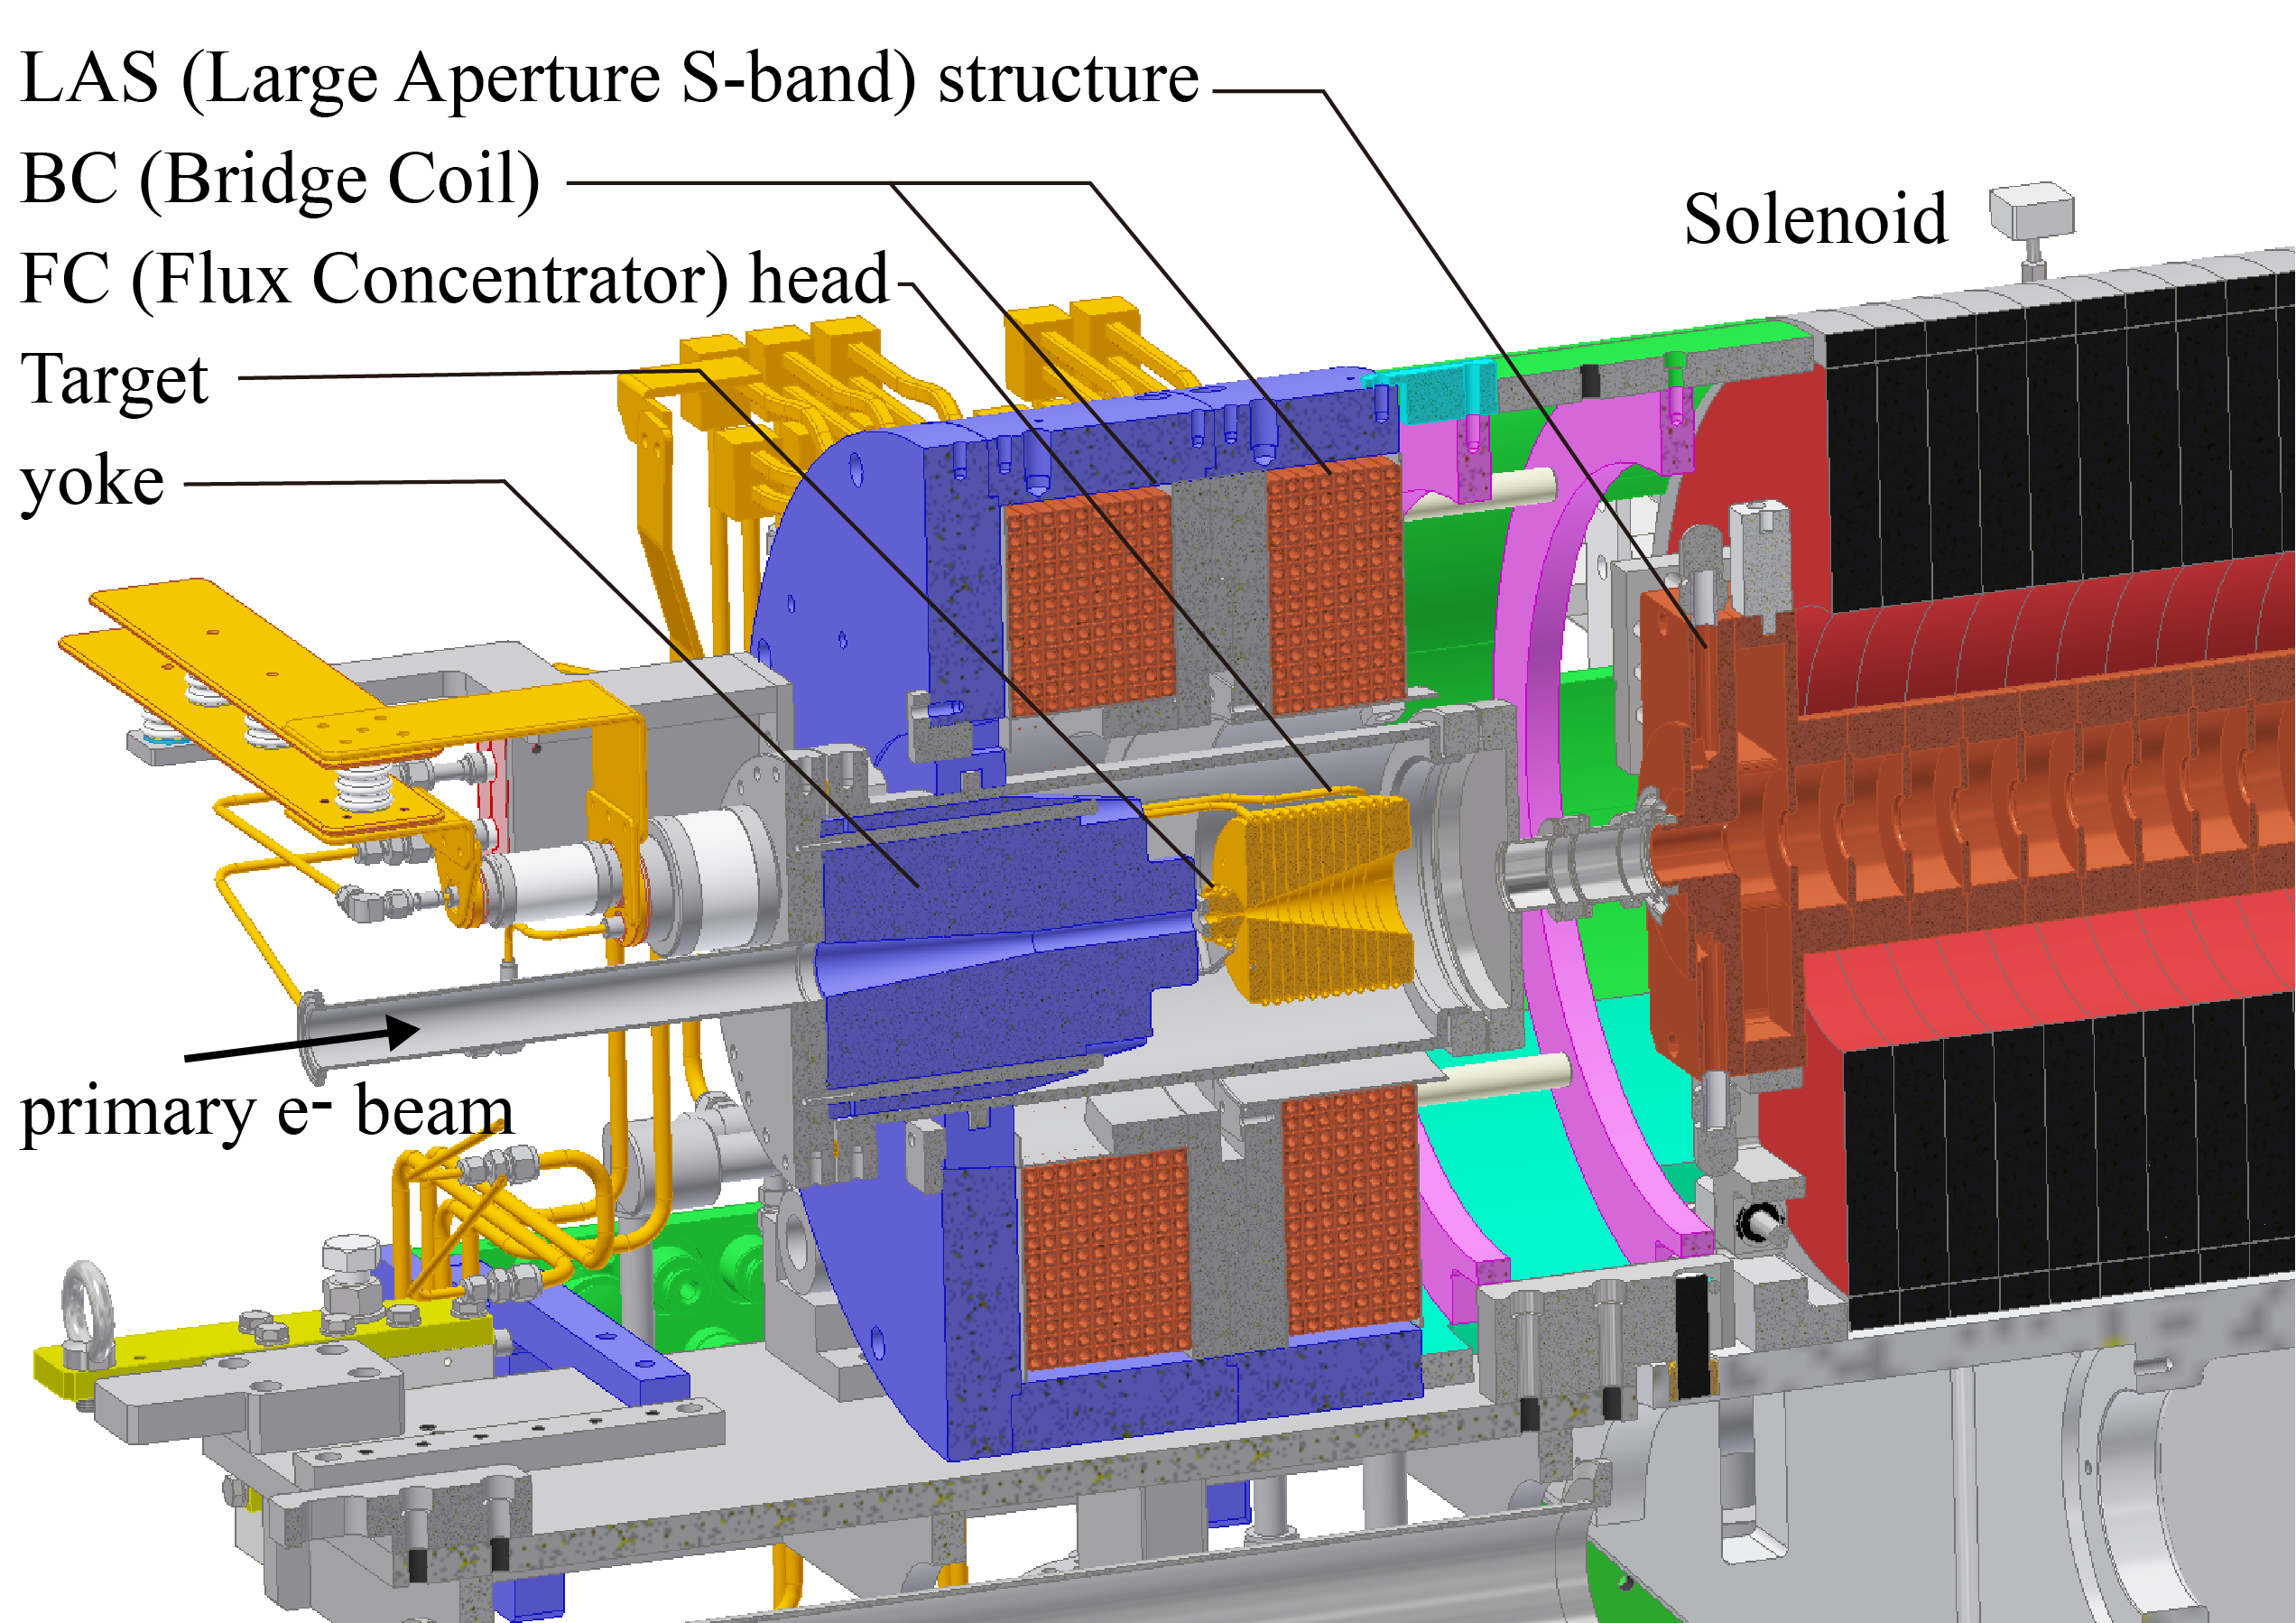 LAS (Large Aperture S-band) structure
BC (Bridge Coil)
Solenoid
FC (Flux Concentrator) head
Target
yoke
primary e- beam